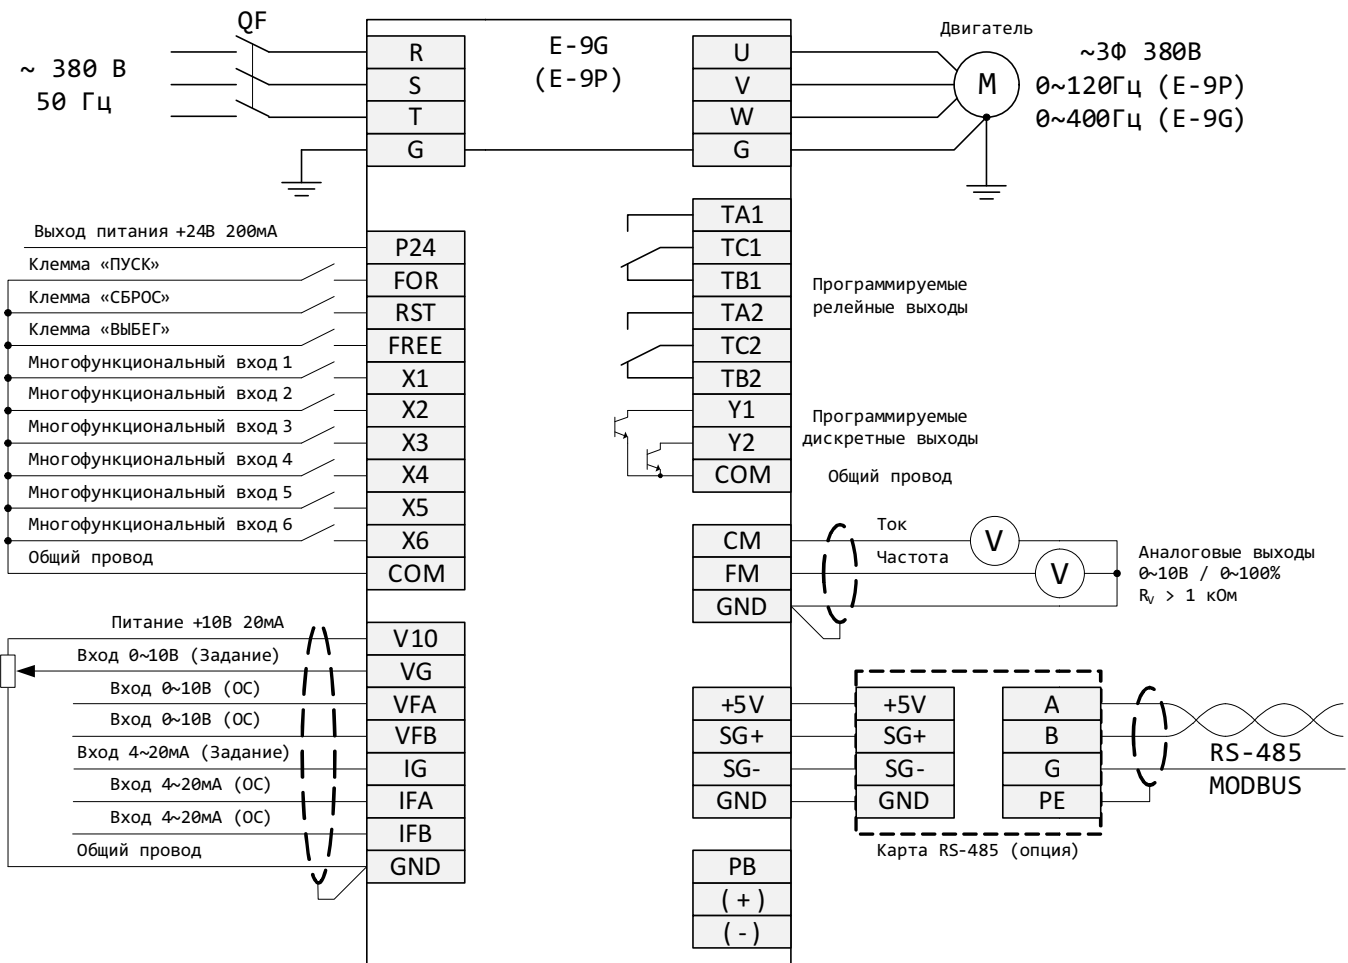 QF
~ 380 В
50 Гц
E-9G
(E-9P)
R
S
T
G
U
V
W
G
Двигатель
M
~3Ф 380В
0~120Гц (E-9P)
0~400Гц (E-9G)
Выход питания +24В 200мА
Клемма «ПУСК»
Клемма «СБРОС»
Клемма «ВЫБЕГ»
Многофункциональный вход 1
Многофункциональный вход 2
Многофункциональный вход 3
Многофункциональный вход 4
Многофункциональный вход 5
Многофункциональный вход 6
Общий провод
P24
FOR
RST
FREE
X1
X2
X3
X4
X5
X6
COM
TA1
TC1
TB1
TA2
TC2
TB2
Y1
Y2
COM
Программируемые
релейные выходы
Программируемые
дискретные выходы
Общий провод
CM
FM
GND
Ток
V
Частота
V
Аналоговые выходы
0~10В / 0~100%
RV > 1 кОм
Питание +10В 20мА
Вход 0~10В (Задание)
Вход 0~10В (ОС)
Вход 0~10В (ОС)
Вход 4~20мА (Задание)
Вход 4~20мА (ОС)
Вход 4~20мА (ОС)
Общий провод
V10
VG
VFA
VFB
IG
IFA
IFB
GND
+5V
SG+
SG-
GND
+5V
SG+
SG-
GND
A
B
G
PE
RS-485
MODBUS
Карта RS-485 (опция)
PB
(+)
(-)